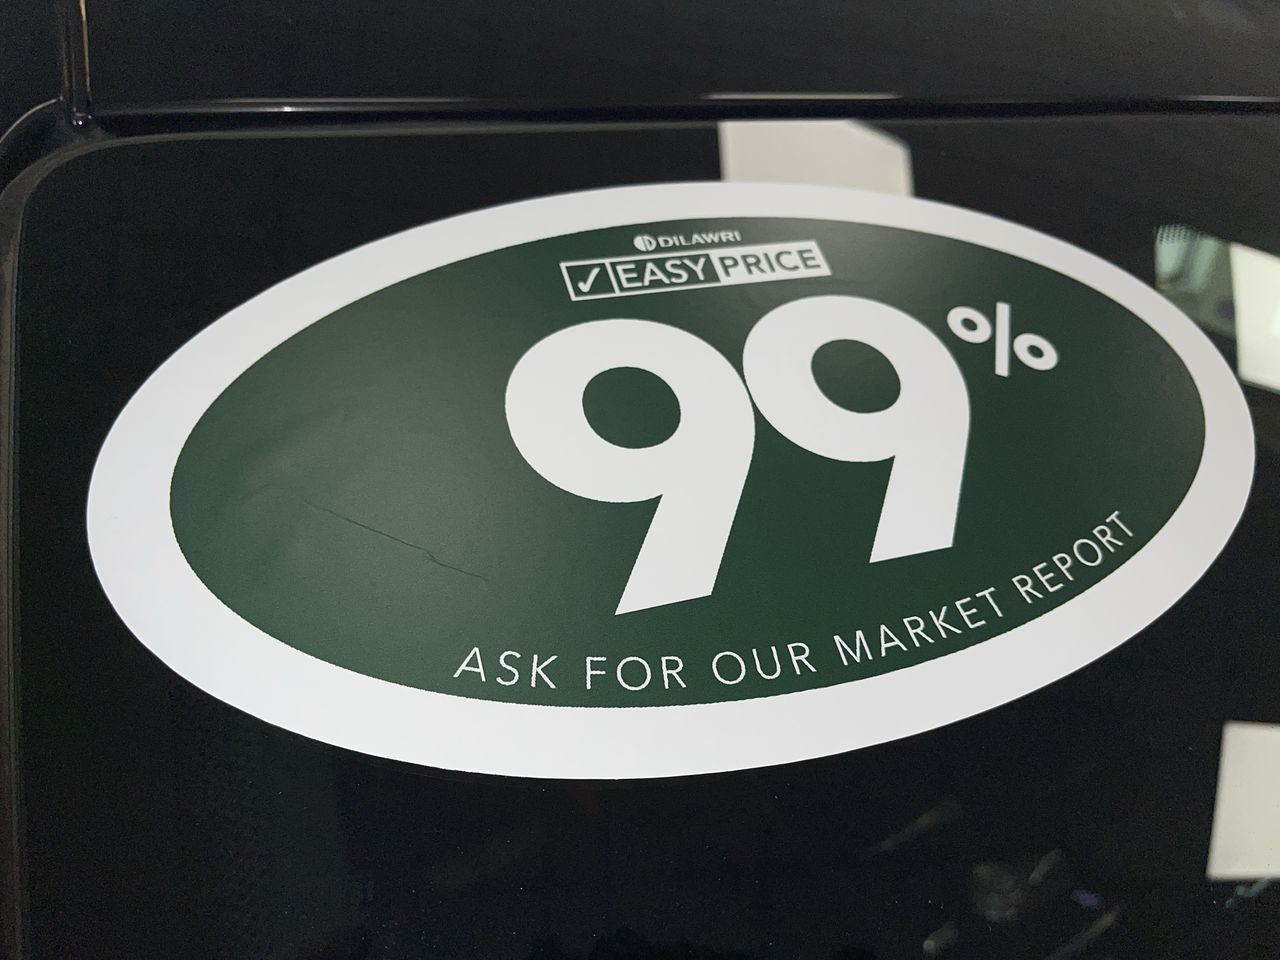 DILAWRI
✓ EASY PRICE
99%
ASK FOR OUR MARKET REPORT